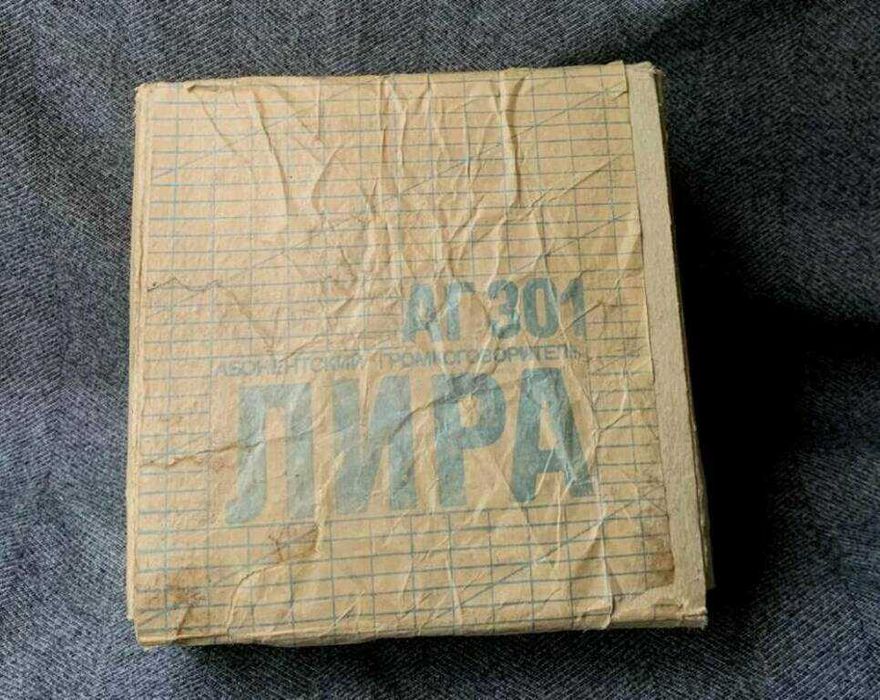 АГ 301
АБОНЕНТСКИЙ ГРОМКОГОВОРИТЕЛЬ
ЛИРА